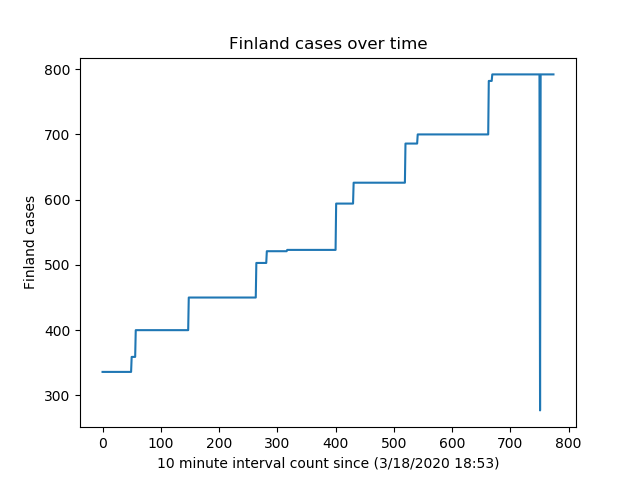 Finland cases over time
800
700
600
500
400
300
Finland cases
0 100 200 300 400 500 600 700 800
10 minute interval count since (3/18/2020 18:53)